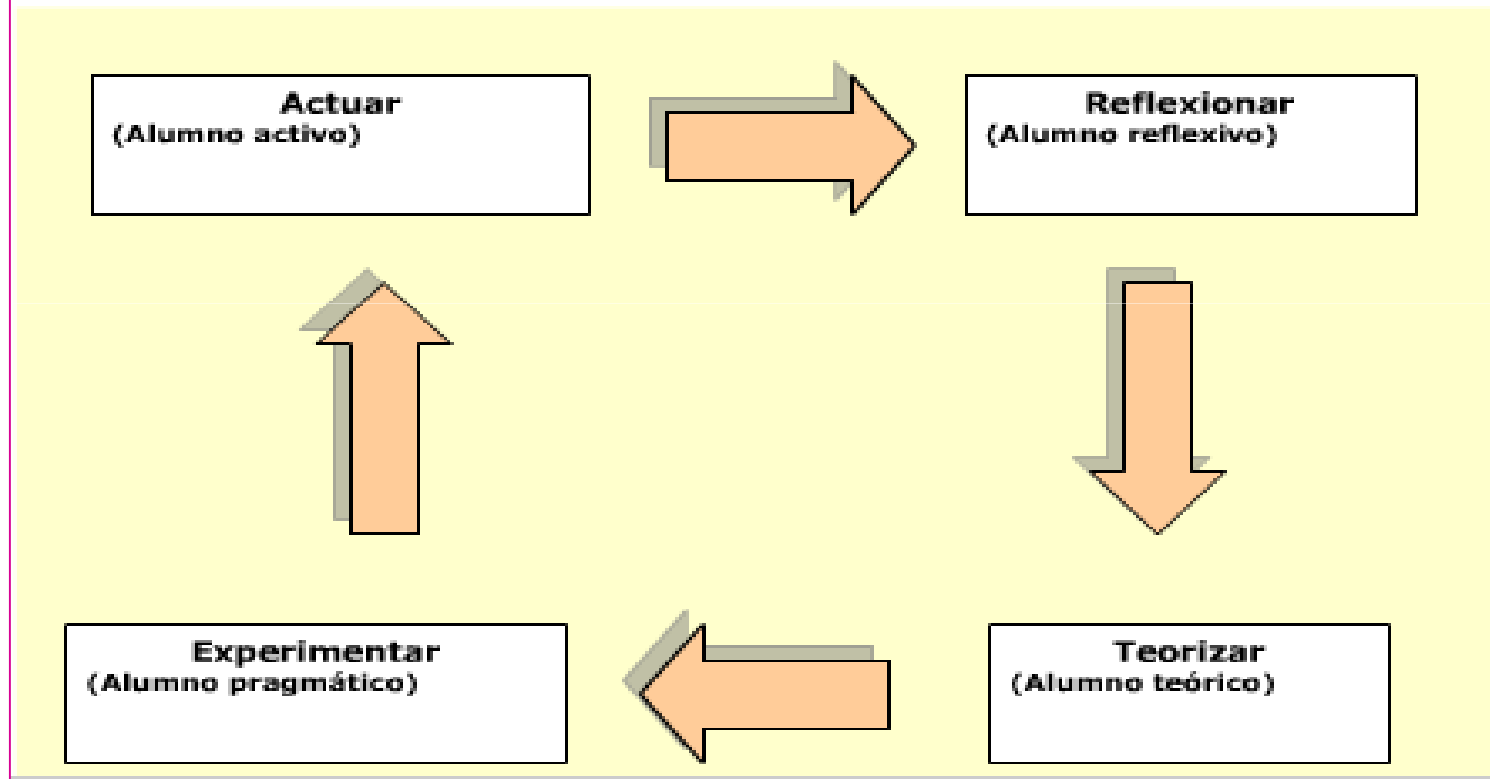 Actuar
(Alumno activo)
Reflexionar
(Alumno reflexivo)
Experimentar
(Alumno pragmático)
Teorizar
(Alumno teórico)